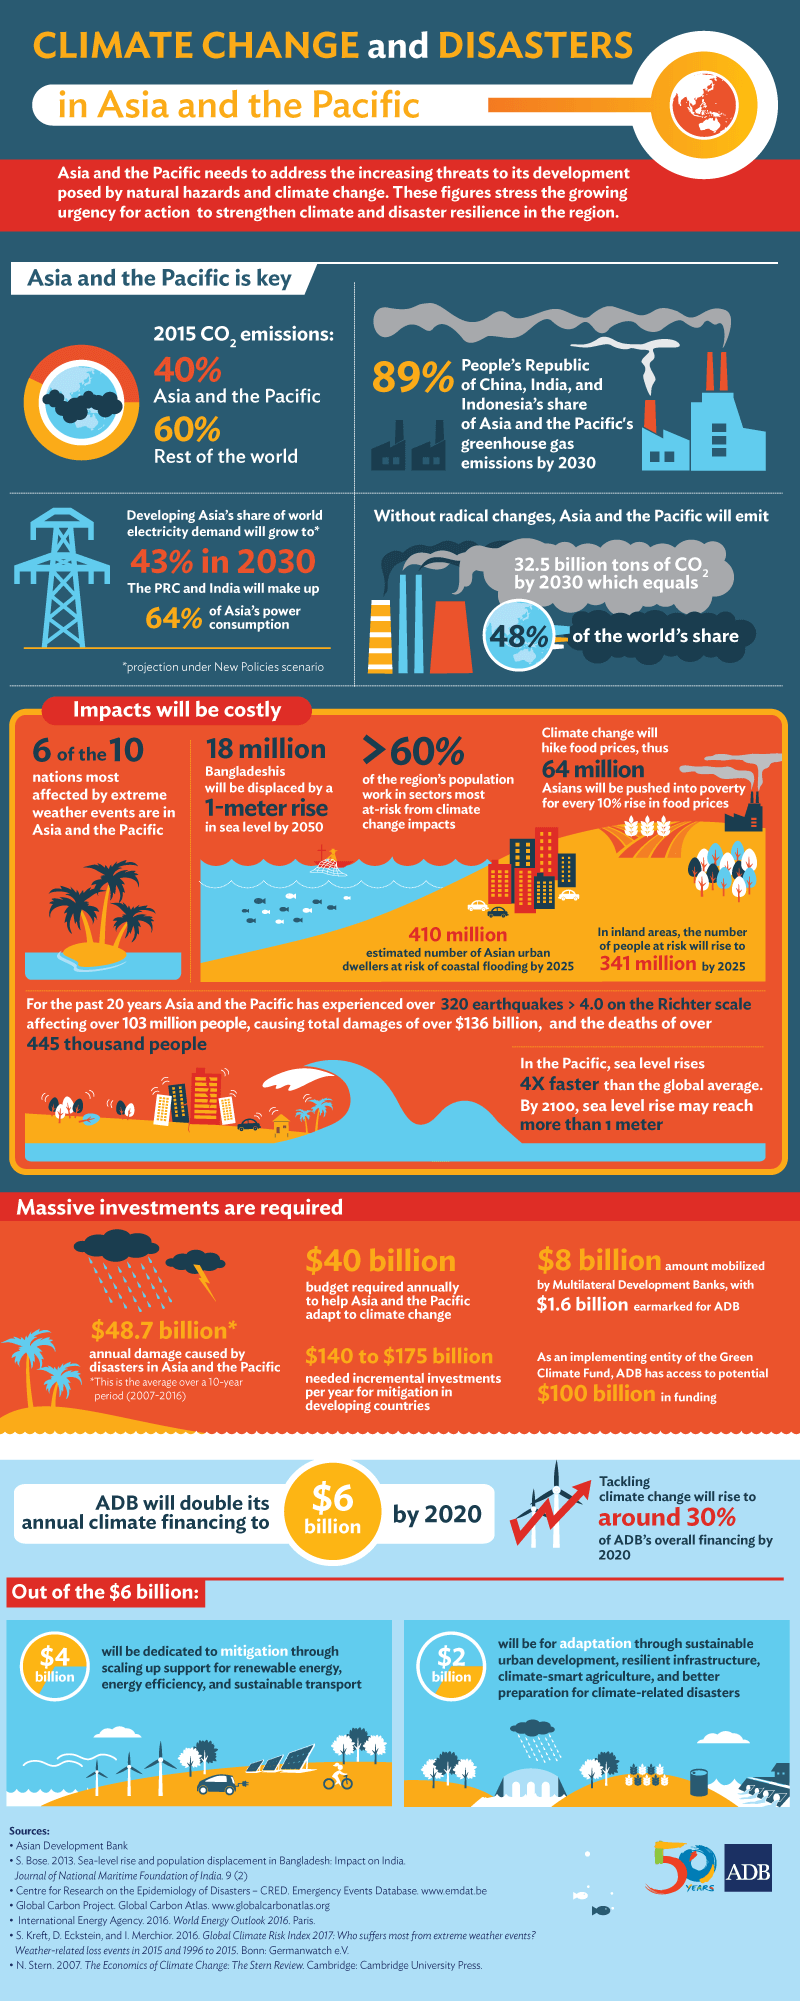 CLIMATE CHANGE and DISASTERS
in Asia and the Pacific
Asia and the Pacific needs to address the increasing threats to its development
posed by natural hazards and climate change. These figures stress the growing
urgency for action to strengthen climate and disaster resilience in the region.
Asia and the Pacific is key
2015 CO2 emissions:
40%
Asia and the Pacific
60%
Rest of the world
89%
People's Republic
of China, India, and
Indonesia's share
of Asia and the Pacific's
greenhouse gas
emissions by 2030
Developing Asia's share of world
electricity demand will grow to*
43% in 2030
The PRC and India will make up
64% of Asia's power
consumption
*projection under New Policies scenario
Without radical changes, Asia and the Pacific will emit
32.5 billion tons of CO2
by 2030 which equals
48% of the world's share
Impacts will be costly
6 of the 10
nations most
affected by extreme
weather events are in
Asia and the Pacific
18 million
Bangladeshis
will be displaced by a
1-meter rise
in sea level by 2050
>60%
of the region's population
work in sectors most
at-risk from climate
change impacts
Climate change will
hike food prices, thus
64 million
Asians will be pushed into poverty
for every 10% rise in food prices
410 million
estimated number of Asian urban
dwellers at risk of coastal flooding by 2025
In inland areas, the number
of people at risk will rise to
341 million by 2025
For the past 20 years Asia and the Pacific has experienced over 320 earthquakes > 4.0 on the Richter scale
affecting over 103 million people, causing total damages of over $136 billion, and the deaths of over
445 thousand people
In the Pacific, sea level rises
4X faster than the global average.
By 2100, sea level rise may reach
more than 1 meter
Massive investments are required
$48.7 billion*
annual damage caused by
disasters in Asia and the Pacific
*This is the average over a 10-year
period (2007-2016)
$40 billion
budget required annually
to help Asia and the Pacific
adapt to climate change
$140 to $175 billion
needed incremental investments
per year for mitigation in
developing countries
$8 billion amount mobilized
by Multilateral Development Banks, with
$1.6 billion earmarked for ADB
As an implementing entity of the Green
Climate Fund, ADB has access to potential
$100 billion in funding
ADB will double its
annual climate financing to
$6
billion
by 2020
Tackling
climate change will rise to
around 30%
of ADB's overall financing by
2020
Out of the $6 billion:
$4
billion
will be dedicated to mitigation through
scaling up support for renewable energy,
energy efficiency, and sustainable transport
$2
billion
will be for adaptation through sustainable
urban development, resilient infrastructure,
climate-smart agriculture, and better
preparation for climate-related disasters
Sources:
• Asian Development Bank
• S. Bose. 2013. Sea-level rise and population displacement in Bangladesh: Impact on India.
Journal of National Maritime Foundation of India. 9 (2)
• Centre for Research on the Epidemiology of Disasters – CRED. Emergency Events Database. www.emdat.be
• Global Carbon Project. Global Carbon Atlas. www.globalcarbonatlas.org
• International Energy Agency. 2016. World Energy Outlook 2016. Paris.
• S. Kreft, D. Eckstein, and I. Merchior. 2016. Global Climate Risk Index 2017: Who suffers most from extreme weather events?
Weather-related loss events in 2015 and 1996 to 2015. Bonn: Germanwatch e.V.
• N. Stern. 2007. The Economics of Climate Change: The Stern Review. Cambridge: Cambridge University Press.
50
YEARS
ADB